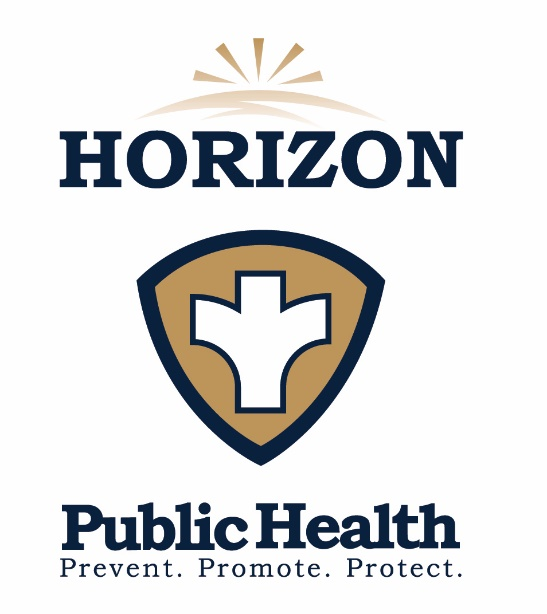 HORIZON
Public Health
Prevent. Promote. Protect.